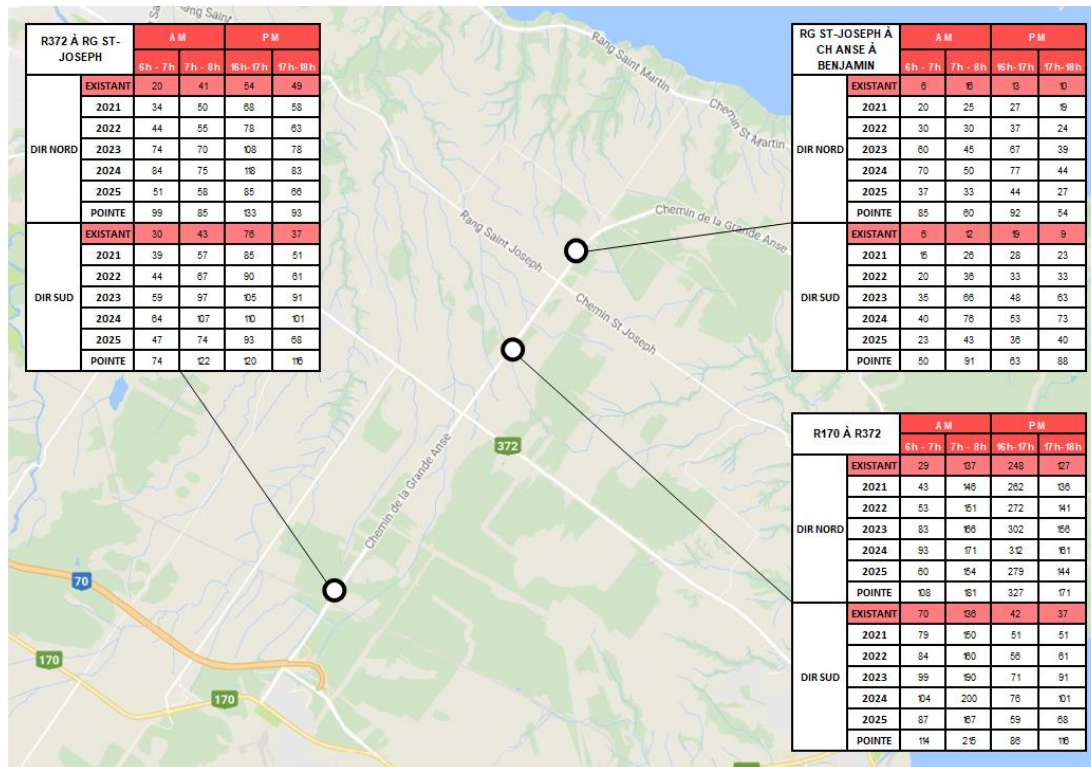 Rang Saint
R372 À RG ST-JOSEPH
A M P M
6h - 7h 7h - 8h 16h-17h 17h-18h
DIR NORD
EXISTANT 20 41 54 49
2021 34 50 68 58
2022 44 55 78 63
2023 74 70 108 78
2024 84 75 118 83
2025 51 58 85 66
POINTE 99 85 133 93
DIR SUD
EXISTANT 30 43 76 37
2021 39 57 85 51
2022 44 67 90 61
2023 59 97 105 91
2024 64 107 110 101
2025 47 74 93 68
POINTE 74 122 120 116
RG ST-JOSEPH À CH ANSE À BENJAMIN
A M P M
6h - 7h 7h - 8h 16h-17h 17h-18h
DIR NORD
EXISTANT 6 16 13 10
2021 20 25 27 19
2022 30 30 37 24
2023 60 45 67 39
2024 70 50 77 44
2025 37 33 44 27
POINTE 85 60 92 54
DIR SUD
EXISTANT 6 12 19 9
2021 15 26 28 23
2022 20 36 33 33
2023 35 66 48 63
2024 40 76 53 73
2025 23 43 36 40
POINTE 50 91 63 88
Rang Saint Martin
Chemin St Martin
Chemin de la Grande Anse
Rang Saint Joseph
Chemin St Joseph
372
Chemin de la Grande Anse
70
170
170
R170 À R372
A M P M
6h - 7h 7h - 8h 16h-17h 17h-18h
DIR NORD
EXISTANT 29 137 248 127
2021 43 146 262 136
2022 53 151 272 141
2023 83 166 302 156
2024 93 171 312 161
2025 60 154 279 144
POINTE 108 181 327 171
DIR SUD
EXISTANT 70 136 42 37
2021 79 150 51 51
2022 84 160 56 61
2023 99 190 71 91
2024 104 200 76 101
2025 87 167 59 68
POINTE 114 215 86 116